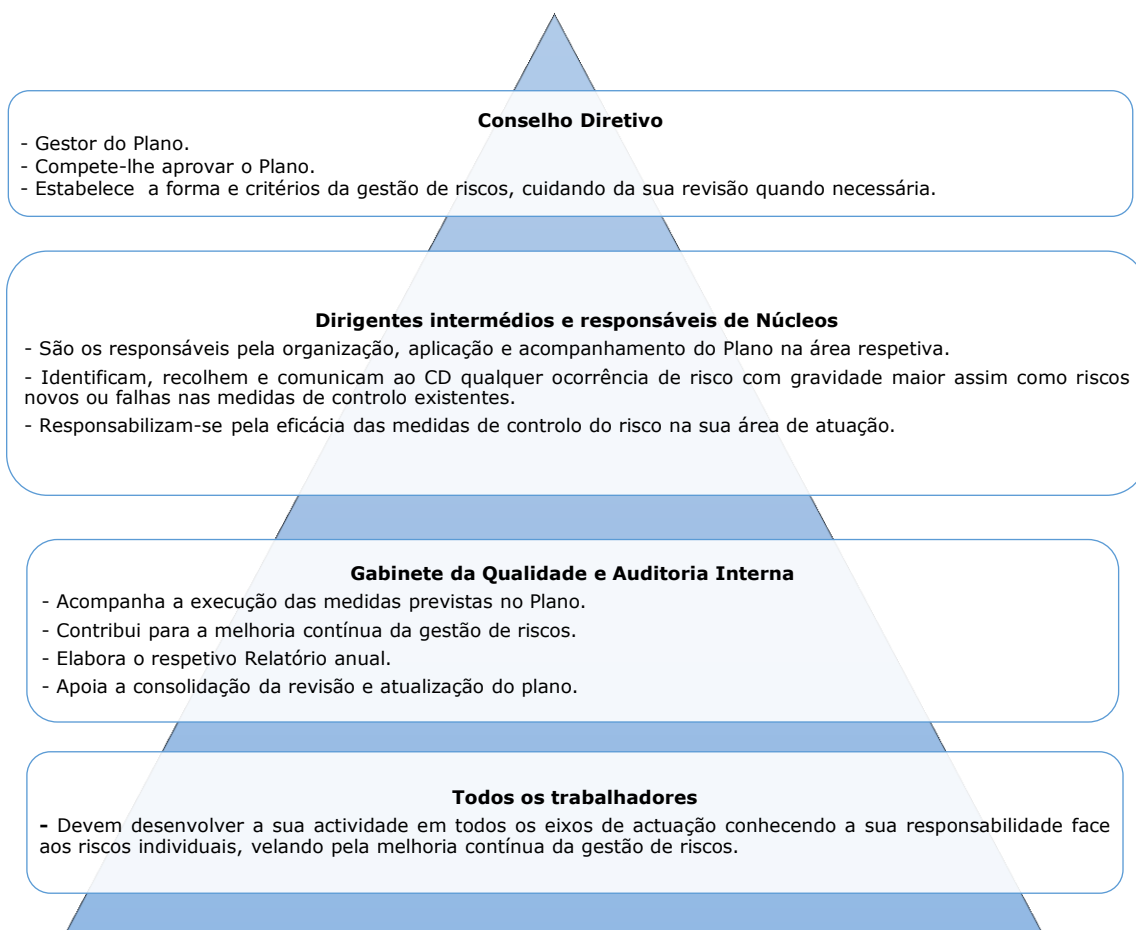 Conselho Diretivo
- Gestor do Plano.
- Compete-lhe aprovar o Plano.
- Estabelece  a forma e critérios da gestão de riscos, cuidando da sua revisão quando necessária.
Dirigentes intermédios e responsáveis de Núcleos
- São os responsáveis pela organização, aplicação e acompanhamento do Plano na área respetiva.
- Identificam, recolhem e comunicam ao CD qualquer ocorrência de risco com gravidade maior assim como riscos
novos ou falhas nas medidas de controlo existentes.
- Responsabilizam-se pela eficácia das medidas de controlo do risco na sua área de atuação.
Gabinete da Qualidade e Auditoria Interna
- Acompanha a execução das medidas previstas no Plano.
- Contribui para a melhoria contínua da gestão de riscos.
- Elabora o respetivo Relatório anual.
- Apoia a consolidação da revisão e atualização do plano.
Todos os trabalhadores
- Devem desenvolver a sua actividade em todos os eixos de actuação conhecendo a sua responsabilidade face
aos riscos individuais, velando pela melhoria contínua da gestão de riscos.